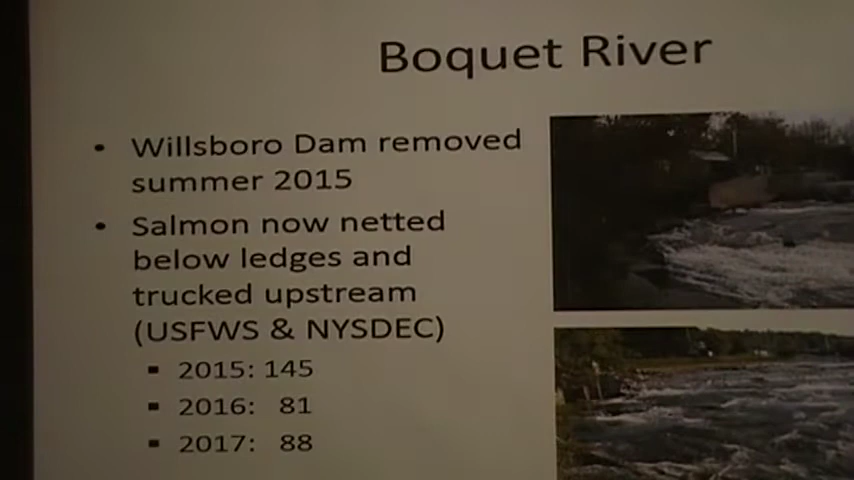 Boquet River
• Willsboro Dam removed
summer 2015
• Salmon now netted
below ledges and
trucked upstream
(USFWS & NYSDEC)
▪ 2015: 145
▪ 2016: 81
▪ 2017: 88